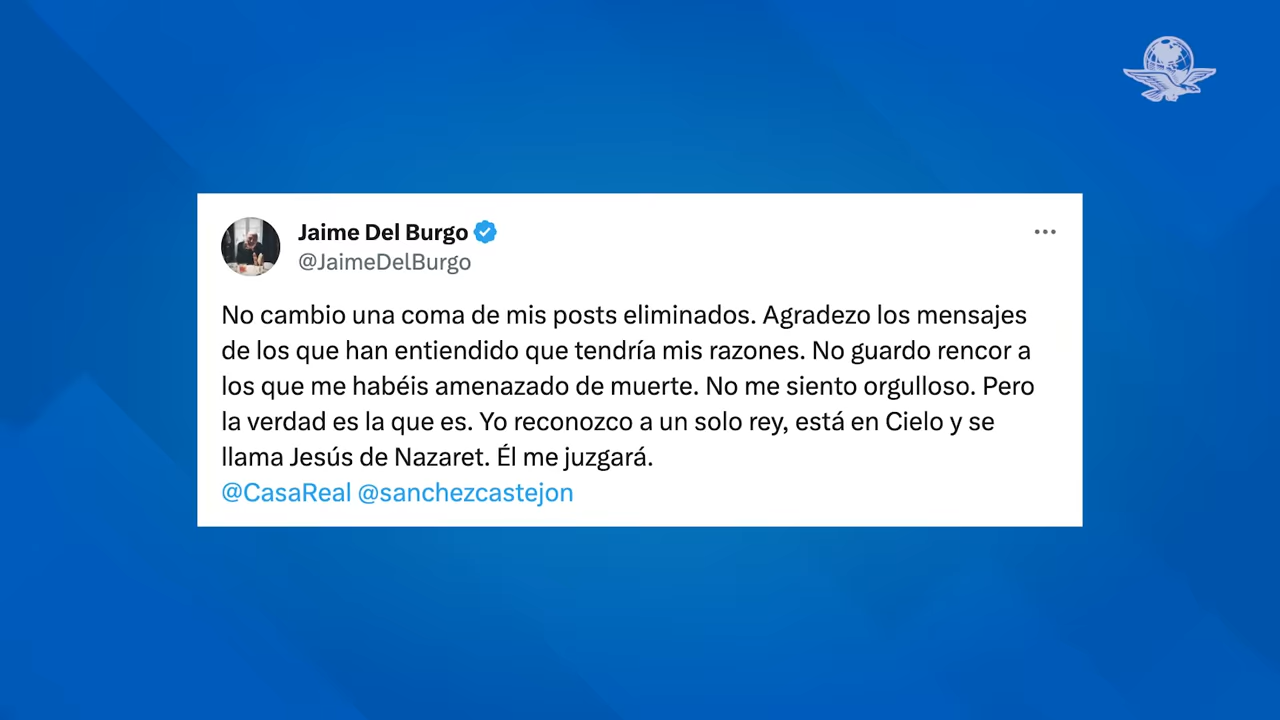 Jaime Del Burgo
@JaimeDelBurgo
No cambio una coma de mis posts eliminados. Agradezo los mensajes
de los que han entiendido que tendría mis razones. No guardo rencor a
los que me habéis amenazado de muerte. No me siento orgulloso. Pero
la verdad es la que es. Yo reconozco a un solo rey, está en Cielo y se
llama Jesús de Nazaret. Él me juzgará.
@CasaReal @sanchezcastejon